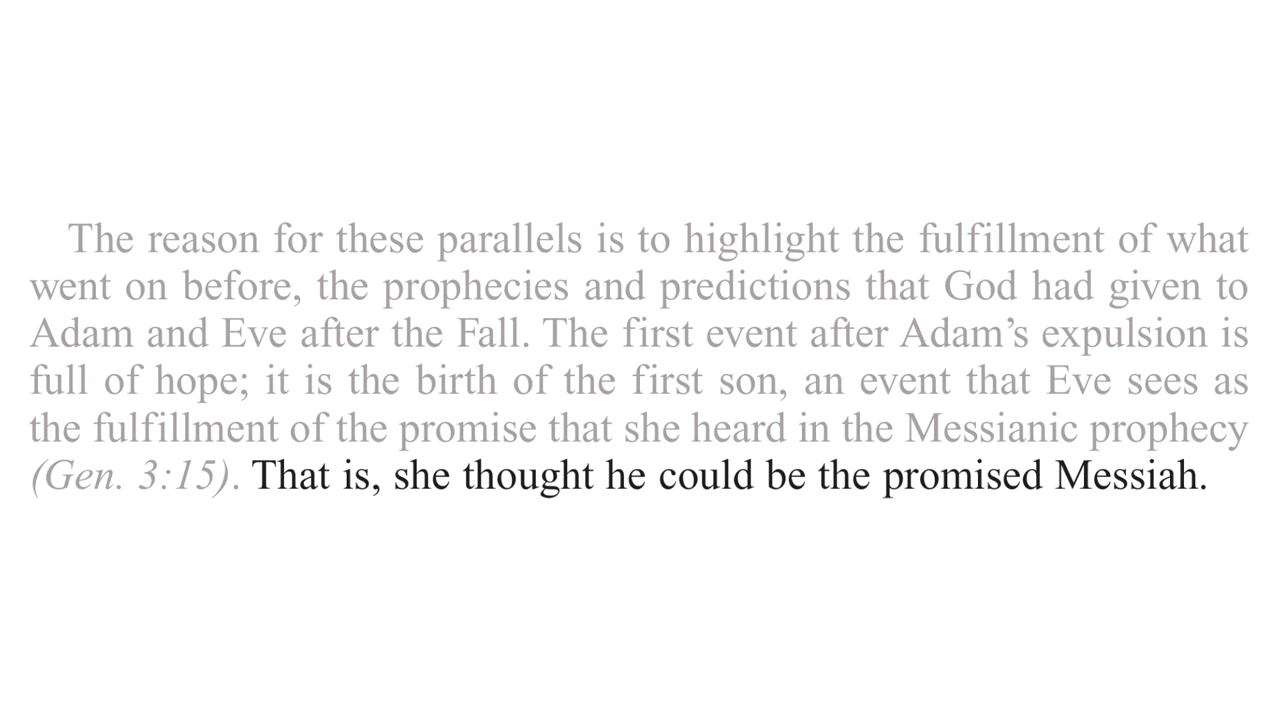 The reason for these parallels is to highlight the fulfillment of what
went on before, the prophecies and predictions that God had given to
Adam and Eve after the Fall. The first event after Adam’s expulsion is
full of hope; it is the birth of the first son, an event that Eve sees as
the fulfillment of the promise that she heard in the Messianic prophecy
(Gen. 3:15). That is, she thought he could be the promised Messiah.